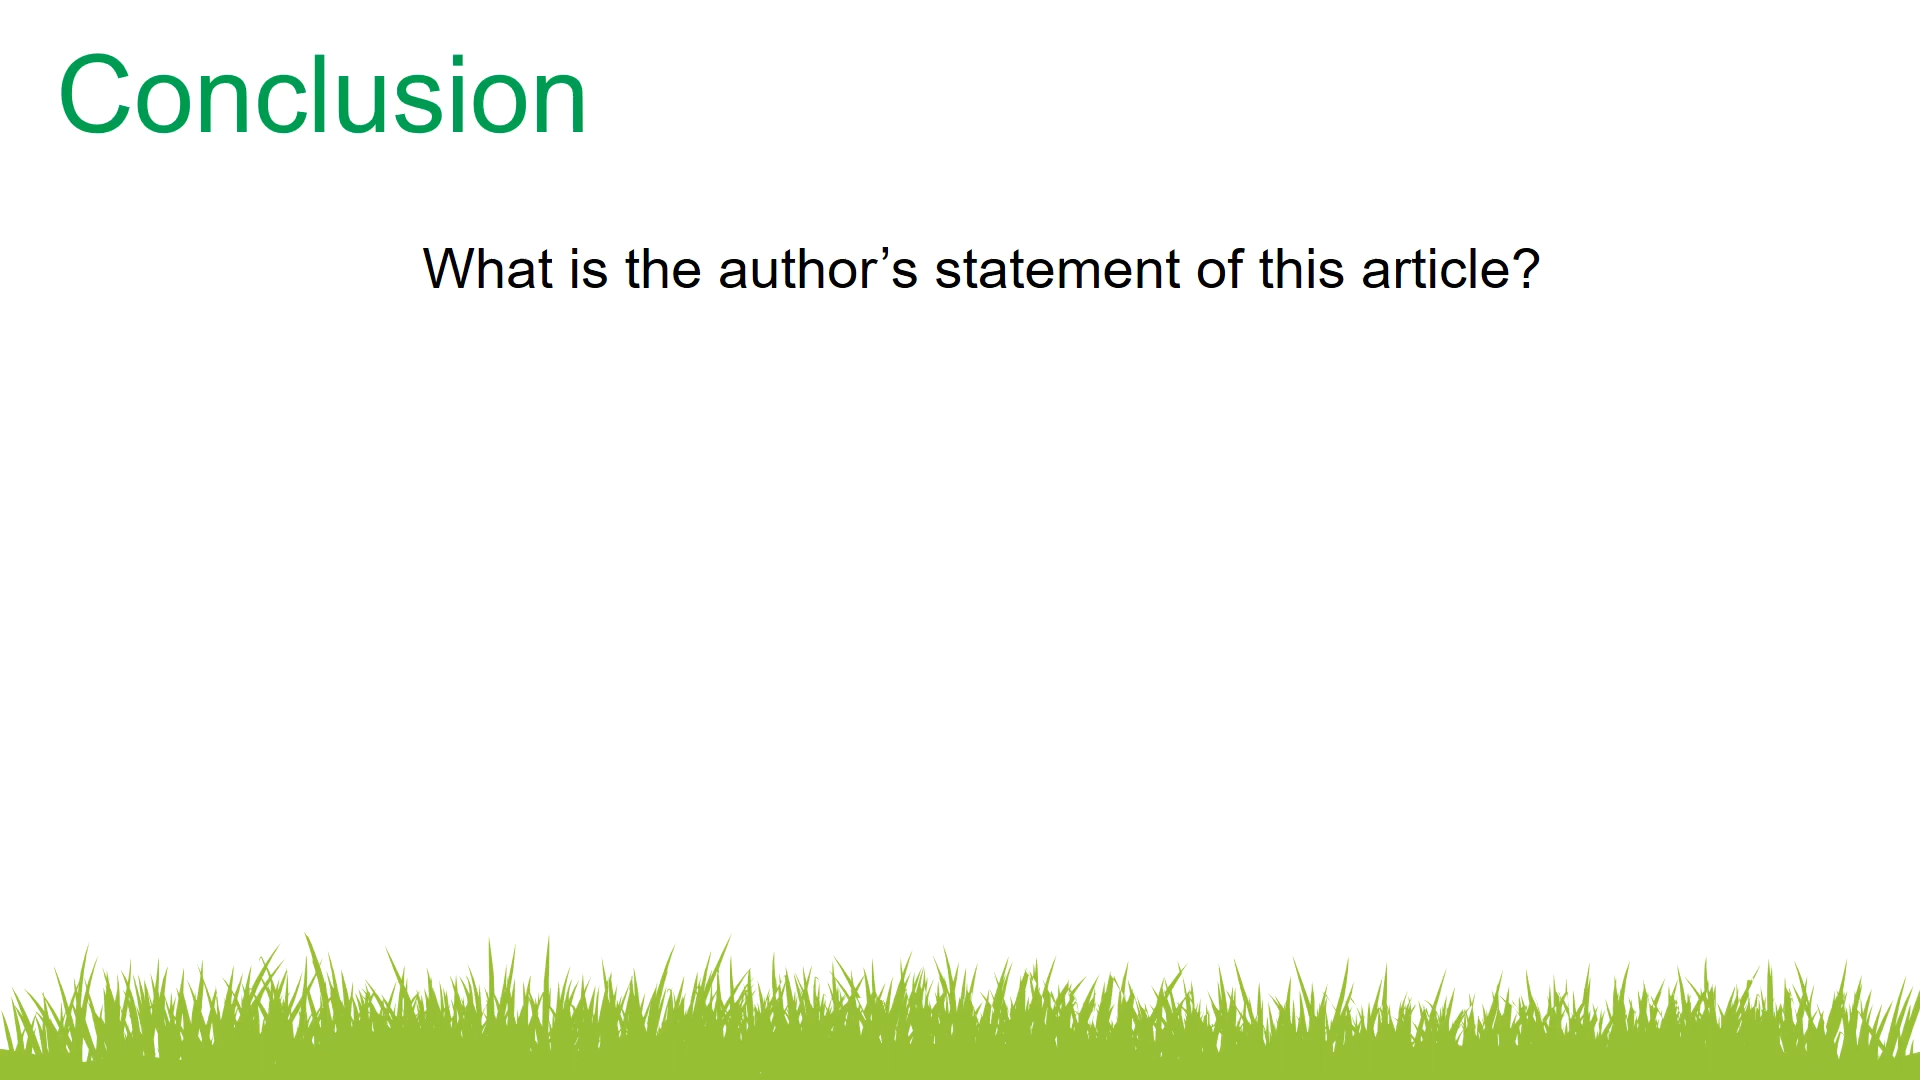 Conclusion
What is the author’s statement of this article?